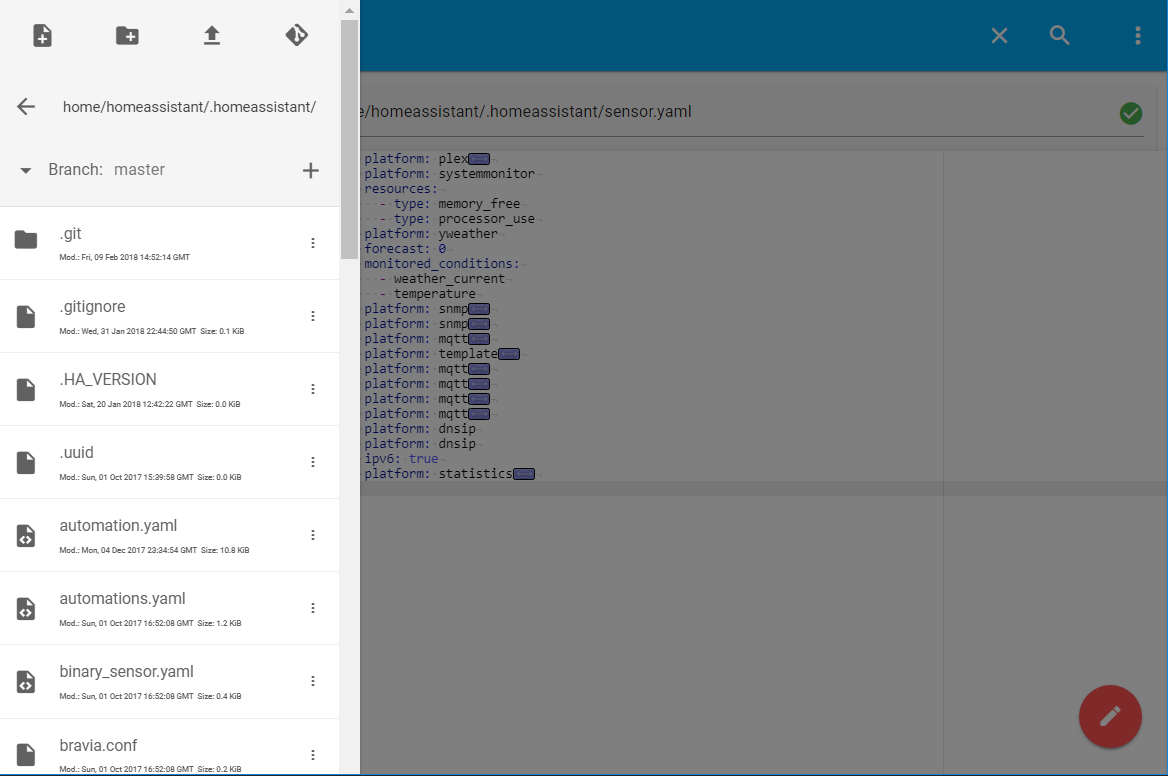 home/homeassistant/.homeassistant/
Branch: master
.git
Mod.: Fri, 09 Feb 2018 14:52:14 GMT
.gitignore
Mod.: Wed, 31 Jan 2018 22:44:50 GMT Size: 0.1 KiB
.HA_VERSION
Mod.: Sat, 20 Jan 2018 12:42:22 GMT Size: 0.0 KiB
.uuid
Mod.: Sun, 01 Oct 2017 15:39:58 GMT Size: 0.0 KiB
automation.yaml
Mod.: Mon, 04 Dec 2017 23:34:54 GMT Size: 10.8 KiB
automations.yaml
Mod.: Sun, 01 Oct 2017 16:52:08 GMT Size: 1.2 KiB
binary_sensor.yaml
Mod.: Sun, 01 Oct 2017 16:52:08 GMT Size: 0.4 KiB
bravia.conf
Mod.: Sun, 01 Oct 2017 16:52:08 GMT Size: 0.2 KiB
e/homeassistant/.homeassistant/sensor.yaml
platform: plex
platform: systemmonitor
resources:
- type: memory_free
- type: processor_use
platform: yweather
forecast: 0
monitored_conditions:
- weather_current
- temperature
platform: snmp
platform: snmp
platform: mqtt
platform: template
platform: mqtt
platform: mqtt
platform: mqtt
platform: mqtt
platform: dnsip
platform: dnsip
ipv6: true
platform: statistics